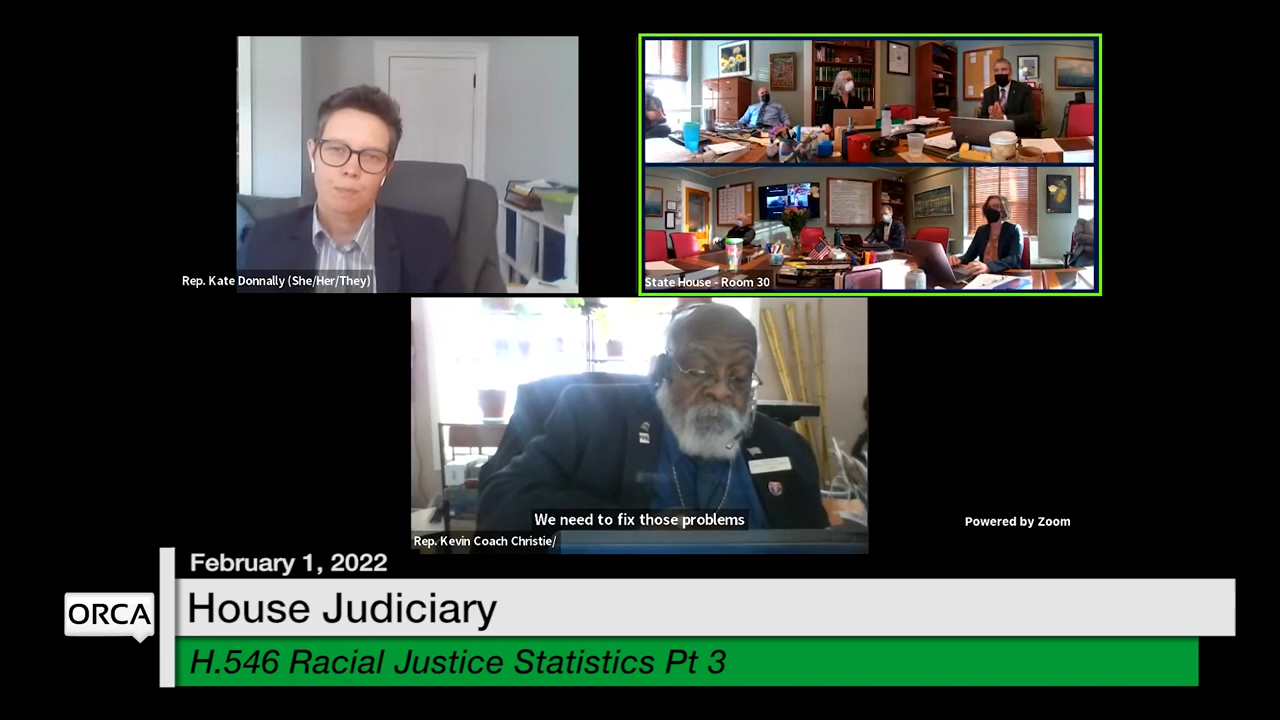 Rep. Kate Donnally (She/Her/They)
State House - Room 30
We need to fix those problems
Rep. Kevin Coach Christie/
Powered by Zoom
February 1, 2022
ORCA
House Judiciary
H.546 Racial Justice Statistics Pt 3